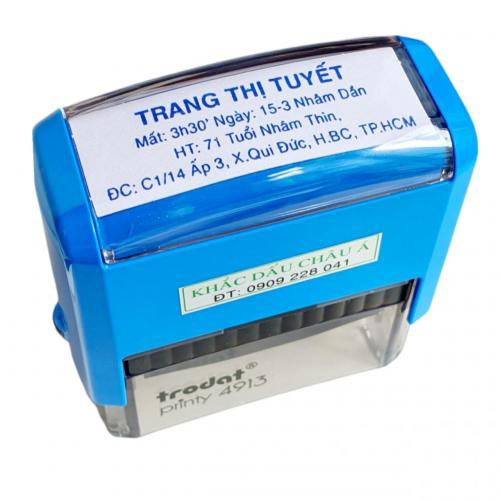 TRANG THỊ TUYẾT
Mất: 3h30' Ngày: 15-3 Nhâm Dần
HT: 71 Tuổi Nhâm Thìn,
ĐC: C1/14 Ấp 3, X.Qui Đức, H.BC, TP.HCM
KHẮC DẤU CHÂU Á
ĐT: 0909 228 041
trodat®
printy 4913